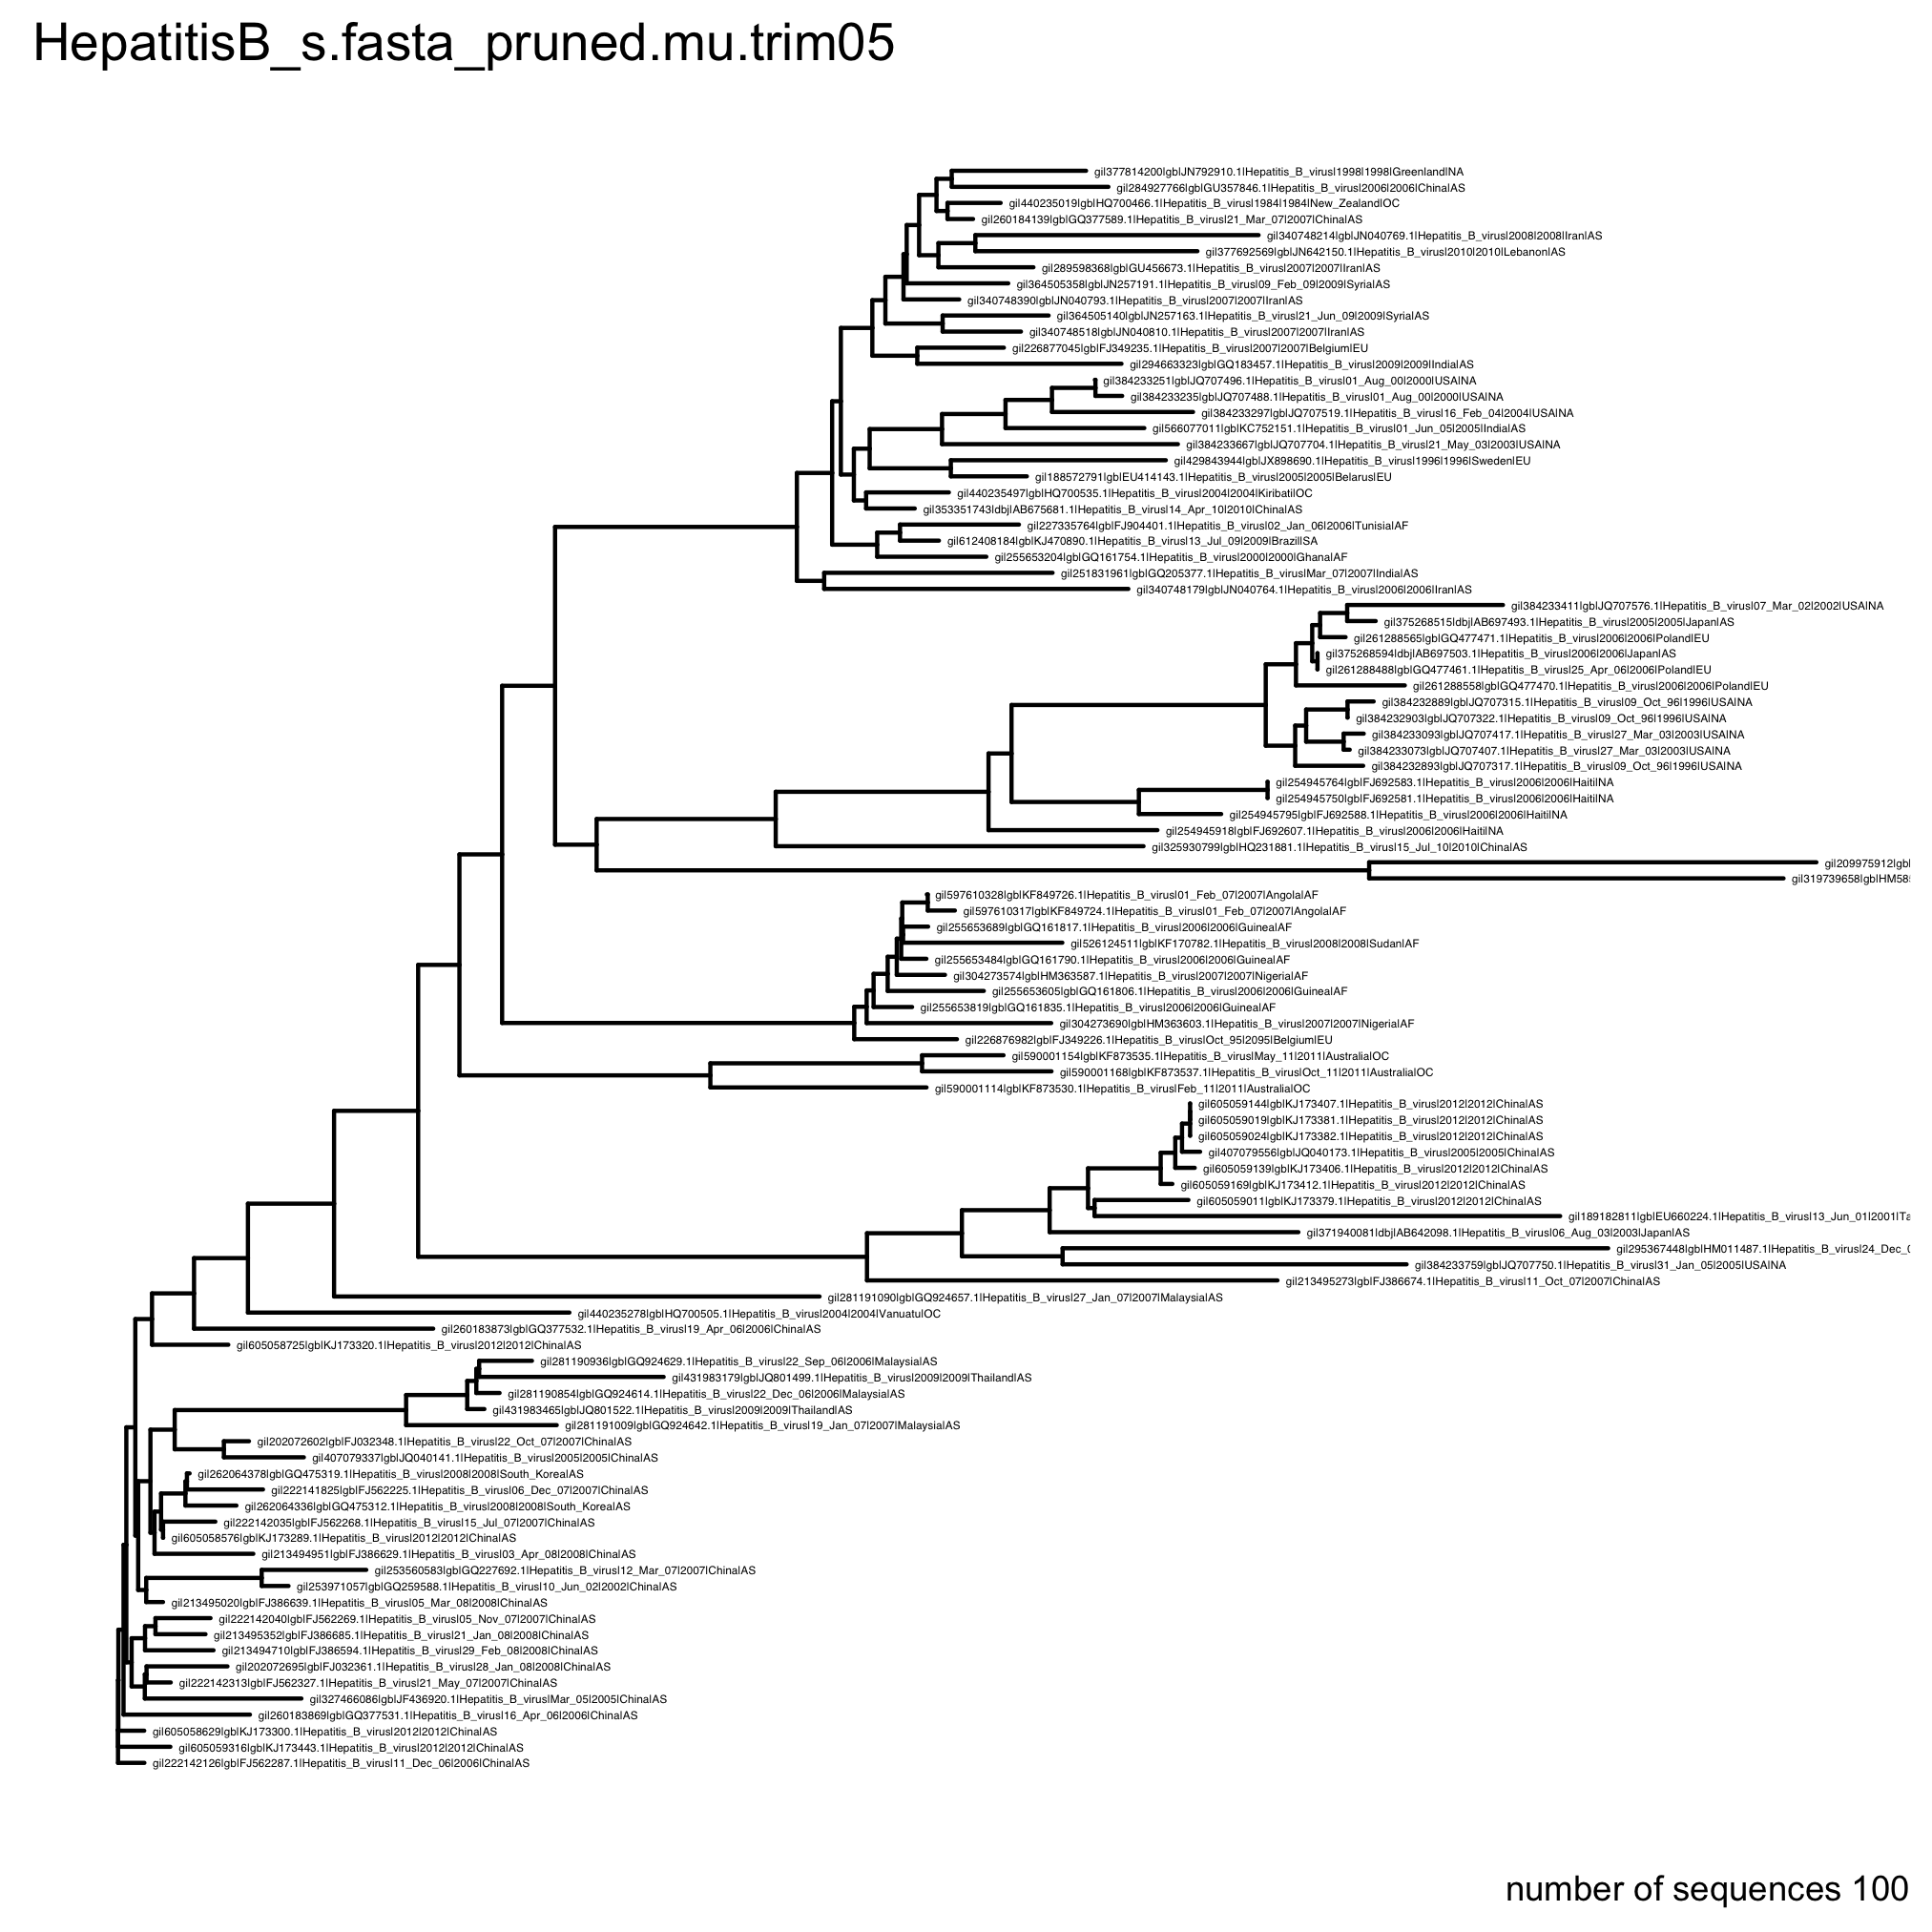 HepatitisB_s.fasta_pruned.mu.trim05
gi|377814200|gb|JN792910.1|Hepatitis_B_virus|1998|1998|Greenland|NA
gi|284927766|gb|GU357846.1|Hepatitis_B_virus|2006|2006|China|AS
gi|440235019|gb|HQ700466.1|Hepatitis_B_virus|1984|1984|New_Zealand|OC
gi|260184139|gb|GQ377589.1|Hepatitis_B_virus|21_Mar_07|2007|China|AS
gi|340748214|gb|JN040769.1|Hepatitis_B_virus|2008|2008|Iran|AS
gi|377692569|gb|JN642150.1|Hepatitis_B_virus|2010|2010|Lebanon|AS
gi|289598368|gb|GU456673.1|Hepatitis_B_virus|2007|2007|Iran|AS
gi|364505358|gb|JN257191.1|Hepatitis_B_virus|09_Feb_09|2009|Syria|AS
gi|340748390|gb|JN040793.1|Hepatitis_B_virus|2007|2007|Iran|AS
gi|364505140|gb|JN257163.1|Hepatitis_B_virus|21_Jun_09|2009|Syria|AS
gi|340748518|gb|JN040810.1|Hepatitis_B_virus|2007|2007|Iran|AS
gi|226877045|gb|FJ349235.1|Hepatitis_B_virus|2007|2007|Belgium|EU
gi|294663323|gb|GQ183457.1|Hepatitis_B_virus|2009|2009|India|AS
gi|384233251|gb|JQ707496.1|Hepatitis_B_virus|01_Aug_00|2000|USA|NA
gi|384233235|gb|JQ707488.1|Hepatitis_B_virus|01_Aug_00|2000|USA|NA
gi|384233297|gb|JQ707519.1|Hepatitis_B_virus|16_Feb_04|2004|USA|NA
gi|566077011|gb|KC752151.1|Hepatitis_B_virus|01_Jun_05|2005|India|AS
gi|384233667|gb|JQ707704.1|Hepatitis_B_virus|21_May_03|2003|USA|NA
gi|429843944|gb|JX898690.1|Hepatitis_B_virus|1996|1996|Sweden|EU
gi|188572791|gb|EU414143.1|Hepatitis_B_virus|2005|2005|Belarus|EU
gi|440235497|gb|HQ700535.1|Hepatitis_B_virus|2004|2004|Kiribati|OC
gi|353351743|dbj|AB675681.1|Hepatitis_B_virus|14_Apr_10|2010|China|AS
gi|227335764|gb|FJ904401.1|Hepatitis_B_virus|02_Jan_06|2006|Tunisia|AF
gi|612408184|gb|KJ470890.1|Hepatitis_B_virus|13_Jul_09|2009|Brazil|SA
gi|255653204|gb|GQ161754.1|Hepatitis_B_virus|2000|2000|Ghana|AF
gi|251831961|gb|GQ205377.1|Hepatitis_B_virus|Mar_07|2007|India|AS
gi|340748179|gb|JN040764.1|Hepatitis_B_virus|2006|2006|Iran|AS
gi|384233411|gb|JQ707576.1|Hepatitis_B_virus|07_Mar_02|2002|USA|NA
gi|375268515|dbj|AB697493.1|Hepatitis_B_virus|2005|2005|Japan|AS
gi|261288565|gb|GQ477471.1|Hepatitis_B_virus|2006|2006|Poland|EU
gi|375268594|dbj|AB697503.1|Hepatitis_B_virus|2006|2006|Japan|AS
gi|261288488|gb|GQ477461.1|Hepatitis_B_virus|25_Apr_06|2006|Poland|EU
gi|261288558|gb|GQ477470.1|Hepatitis_B_virus|2006|2006|Poland|EU
gi|384232889|gb|JQ707315.1|Hepatitis_B_virus|09_Oct_96|1996|USA|NA
gi|384232903|gb|JQ707322.1|Hepatitis_B_virus|09_Oct_96|1996|USA|NA
gi|384233093|gb|JQ707417.1|Hepatitis_B_virus|27_Mar_03|2003|USA|NA
gi|384233073|gb|JQ707407.1|Hepatitis_B_virus|27_Mar_03|2003|USA|NA
gi|384232893|gb|JQ707317.1|Hepatitis_B_virus|09_Oct_96|1996|USA|NA
gi|254945764|gb|FJ692583.1|Hepatitis_B_virus|2006|2006|Haiti|NA
gi|254945750|gb|FJ692581.1|Hepatitis_B_virus|2006|2006|Haiti|NA
gi|254945795|gb|FJ692588.1|Hepatitis_B_virus|2006|2006|Haiti|NA
gi|254945918|gb|FJ692607.1|Hepatitis_B_virus|2006|2006|Haiti|NA
gi|325930799|gb|HQ231881.1|Hepatitis_B_virus|15_Jul_10|2010|China|AS
gi|209975912|gb|
gi|319739658|gb|HM58
gi|597610328|gb|KF849726.1|Hepatitis_B_virus|01_Feb_07|2007|Angola|AF
gi|597610317|gb|KF849724.1|Hepatitis_B_virus|01_Feb_07|2007|Angola|AF
gi|255653689|gb|GQ161817.1|Hepatitis_B_virus|2006|2006|Guinea|AF
gi|526124511|gb|KF170782.1|Hepatitis_B_virus|2008|2008|Sudan|AF
gi|255653484|gb|GQ161790.1|Hepatitis_B_virus|2006|2006|Guinea|AF
gi|304273574|gb|HM363587.1|Hepatitis_B_virus|2007|2007|Nigeria|AF
gi|255653605|gb|GQ161806.1|Hepatitis_B_virus|2006|2006|Guinea|AF
gi|255653819|gb|GQ161835.1|Hepatitis_B_virus|2006|2006|Guinea|AF
gi|304273690|gb|HM363603.1|Hepatitis_B_virus|2007|2007|Nigeria|AF
gi|226876982|gb|FJ349226.1|Hepatitis_B_virus|Oct_95|2095|Belgium|EU
gi|590001154|gb|KF873535.1|Hepatitis_B_virus|May_11|2011|Australia|OC
gi|590001168|gb|KF873537.1|Hepatitis_B_virus|Oct_11|2011|Australia|OC
gi|590001114|gb|KF873530.1|Hepatitis_B_virus|Feb_11|2011|Australia|OC
gi|605059144|gb|KJ173407.1|Hepatitis_B_virus|2012|2012|China|AS
gi|605059019|gb|KJ173381.1|Hepatitis_B_virus|2012|2012|China|AS
gi|605059024|gb|KJ173382.1|Hepatitis_B_virus|2012|2012|China|AS
gi|407079556|gb|JQ040173.1|Hepatitis_B_virus|2005|2005|China|AS
gi|605059139|gb|KJ173406.1|Hepatitis_B_virus|2012|2012|China|AS
gi|605059169|gb|KJ173412.1|Hepatitis_B_virus|2012|2012|China|AS
gi|605059011|gb|KJ173379.1|Hepatitis_B_virus|2012|2012|China|AS
gi|189182811|gb|EU660224.1|Hepatitis_B_virus|13_Jun_01|2001|Ta
gi|371940081|dbj|AB642098.1|Hepatitis_B_virus|06_Aug_03|2003|Japan|AS
gi|295367448|gb|HM011487.1|Hepatitis_B_virus|24_Dec_0
gi|384233759|gb|JQ707750.1|Hepatitis_B_virus|31_Jan_05|2005|USA|NA
gi|213495273|gb|FJ386674.1|Hepatitis_B_virus|11_Oct_07|2007|China|AS
gi|281191090|gb|GQ924657.1|Hepatitis_B_virus|27_Jan_07|2007|Malaysia|AS
gi|440235278|gb|HQ700505.1|Hepatitis_B_virus|2004|2004|Vanuatu|OC
gi|260183873|gb|GQ377532.1|Hepatitis_B_virus|19_Apr_06|2006|China|AS
gi|605058725|gb|KJ173320.1|Hepatitis_B_virus|2012|2012|China|AS
gi|281190936|gb|GQ924629.1|Hepatitis_B_virus|22_Sep_06|2006|Malaysia|AS
gi|431983179|gb|JQ801499.1|Hepatitis_B_virus|2009|2009|Thailand|AS
gi|281190854|gb|GQ924614.1|Hepatitis_B_virus|22_Dec_06|2006|Malaysia|AS
gi|431983465|gb|JQ801522.1|Hepatitis_B_virus|2009|2009|Thailand|AS
gi|281191009|gb|GQ924642.1|Hepatitis_B_virus|19_Jan_07|2007|Malaysia|AS
gi|202072602|gb|FJ032348.1|Hepatitis_B_virus|22_Oct_07|2007|China|AS
gi|407079337|gb|JQ040141.1|Hepatitis_B_virus|2005|2005|China|AS
gi|262064378|gb|GQ475319.1|Hepatitis_B_virus|2008|2008|South_Korea|AS
gi|222141825|gb|FJ562225.1|Hepatitis_B_virus|06_Dec_07|2007|China|AS
gi|262064336|gb|GQ475312.1|Hepatitis_B_virus|2008|2008|South_Korea|AS
gi|222142035|gb|FJ562268.1|Hepatitis_B_virus|15_Jul_07|2007|China|AS
gi|605058576|gb|KJ173289.1|Hepatitis_B_virus|2012|2012|China|AS
gi|213494951|gb|FJ386629.1|Hepatitis_B_virus|03_Apr_08|2008|China|AS
gi|253560583|gb|GQ227692.1|Hepatitis_B_virus|12_Mar_07|2007|China|AS
gi|253971057|gb|GQ259588.1|Hepatitis_B_virus|10_Jun_02|2002|China|AS
gi|213495020|gb|FJ386639.1|Hepatitis_B_virus|05_Mar_08|2008|China|AS
gi|222142040|gb|FJ562269.1|Hepatitis_B_virus|05_Nov_07|2007|China|AS
gi|213495352|gb|FJ386685.1|Hepatitis_B_virus|21_Jan_08|2008|China|AS
gi|213494710|gb|FJ386594.1|Hepatitis_B_virus|29_Feb_08|2008|China|AS
gi|202072695|gb|FJ032361.1|Hepatitis_B_virus|28_Jan_08|2008|China|AS
gi|222142313|gb|FJ562327.1|Hepatitis_B_virus|21_May_07|2007|China|AS
gi|327466086|gb|JF436920.1|Hepatitis_B_virus|Mar_05|2005|China|AS
gi|260183869|gb|GQ377531.1|Hepatitis_B_virus|16_Apr_06|2006|China|AS
gi|605058629|gb|KJ173300.1|Hepatitis_B_virus|2012|2012|China|AS
gi|605059316|gb|KJ173443.1|Hepatitis_B_virus|2012|2012|China|AS
gi|222142126|gb|FJ562287.1|Hepatitis_B_virus|11_Dec_06|2006|China|AS
number of sequences 100